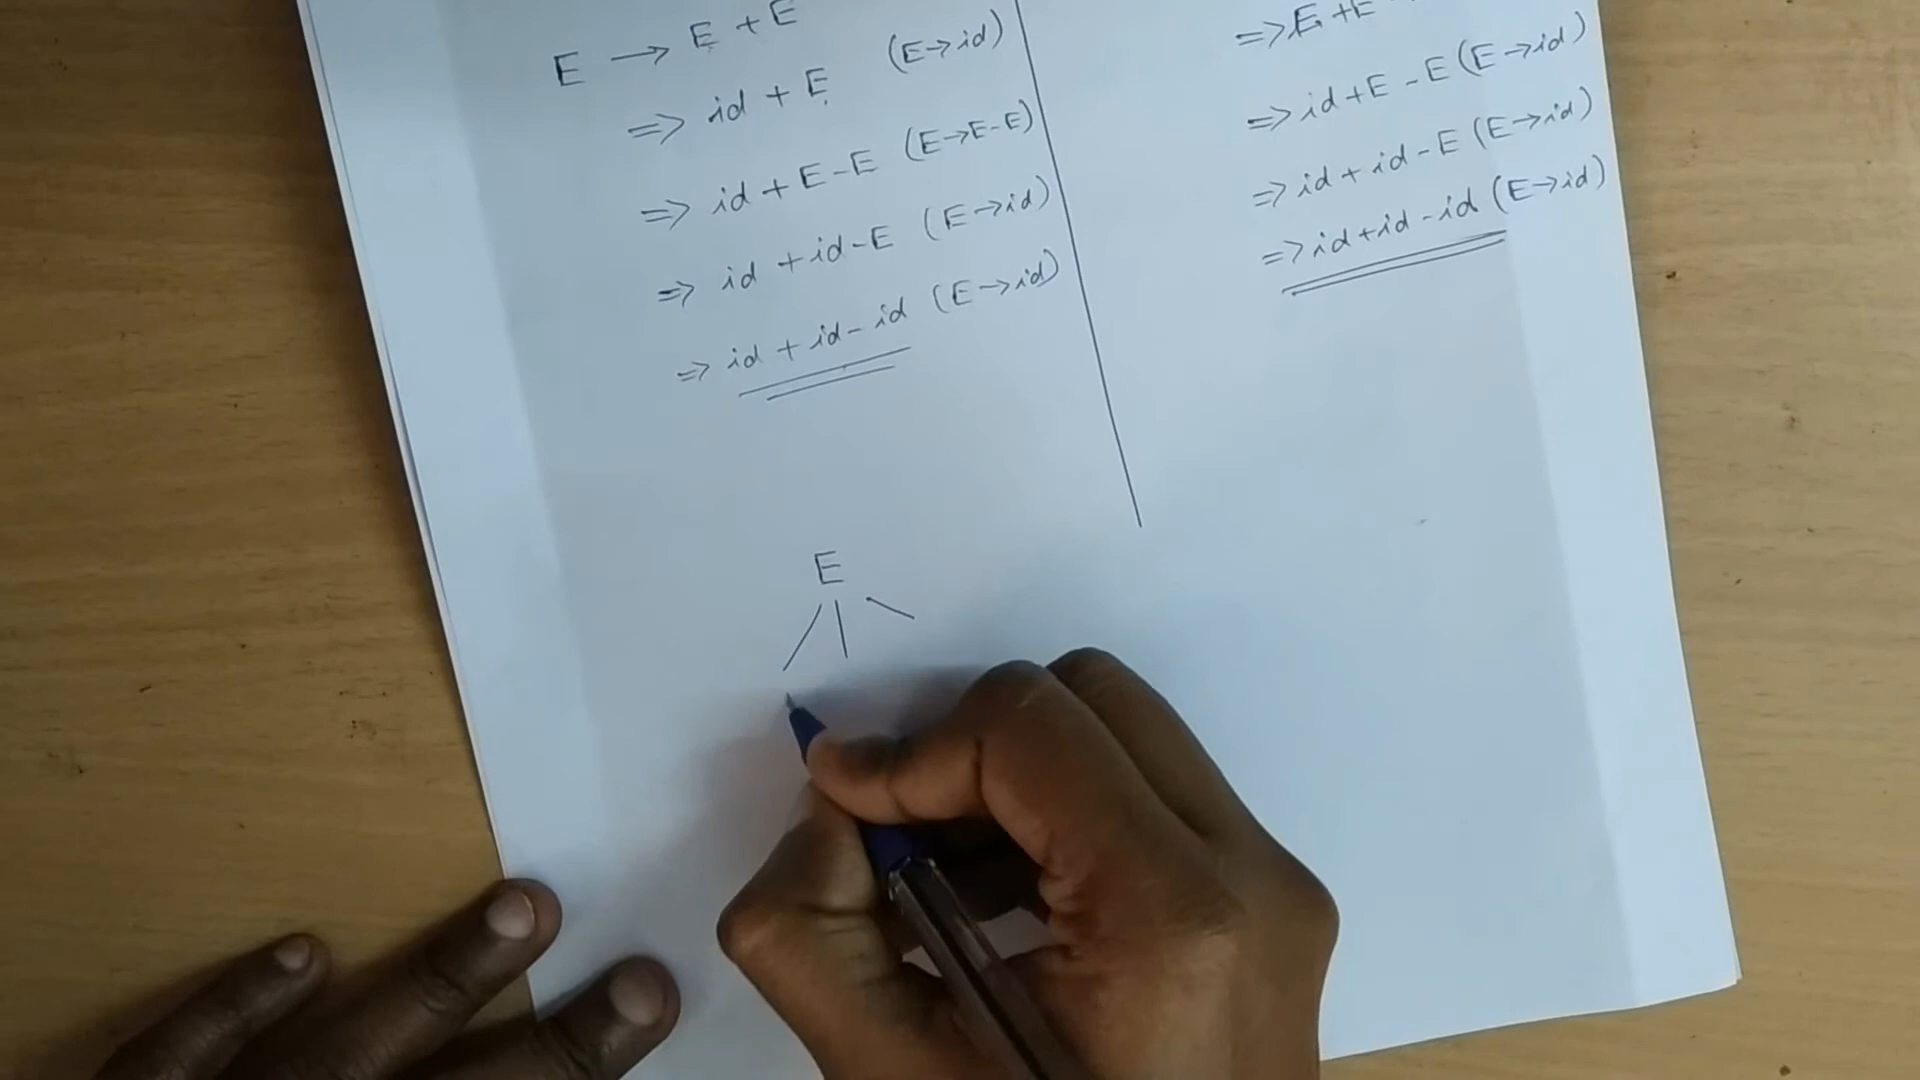 E → E + E
⇒ id + E (E→id)
⇒ id + E - E (E→E-E)
⇒ id + id - E (E→id)
⇒ id + id - id (E→id)
⇒ E + E
⇒ id + E - E (E→id)
⇒ id + id - E (E→id)
⇒ id + id - id (E→id)
E